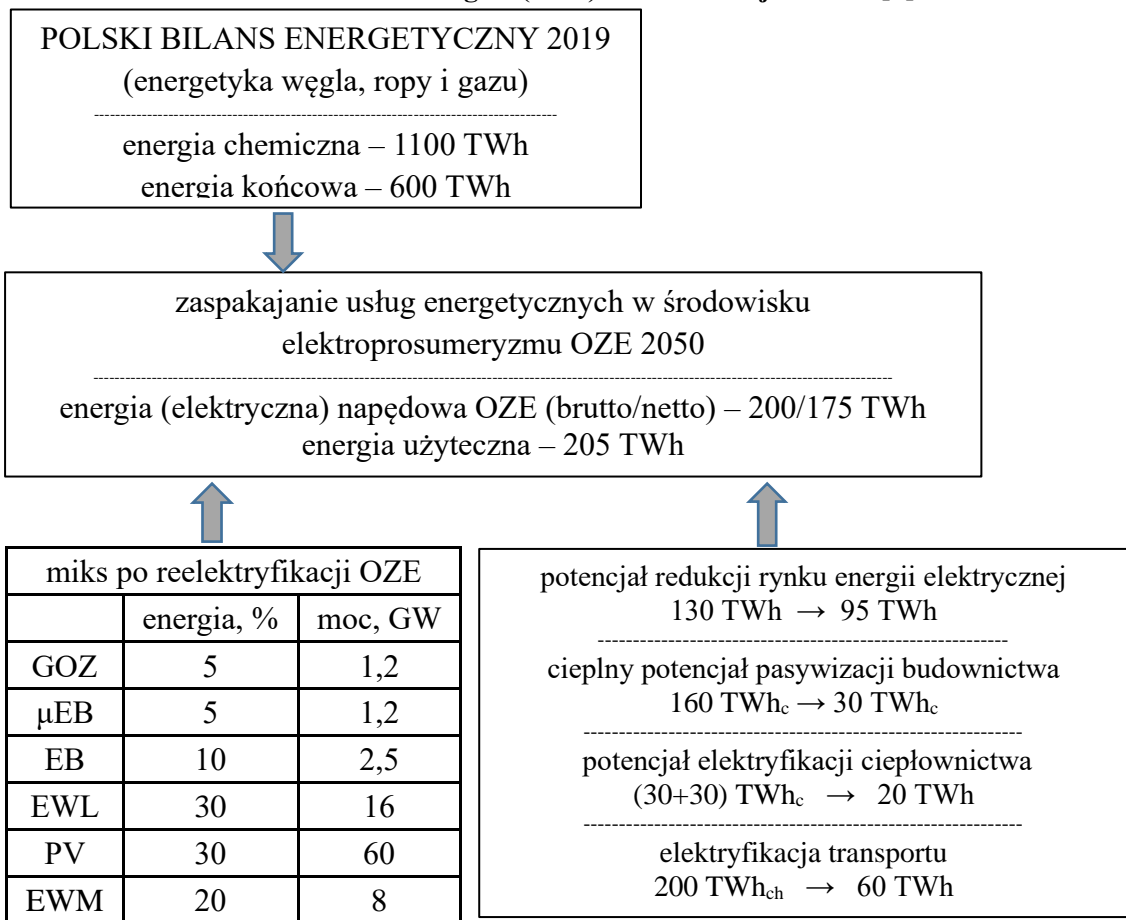 POLSKI BILANS ENERGETYCZNY 2019
(energetyka węgla, ropy i gazu)
energia chemiczna – 1100 TWh
energia końcowa – 600 TWh
zaspakajanie usług energetycznych w środowisku
elektroprosumeryzmu OZE 2050
energia (elektryczna) napędowa OZE (brutto/netto) – 200/175 TWh
energia użyteczna – 205 TWh
miks po reelektryfikacji OZE
energia, % moc, GW
GOZ 5 1,2
μEB 5 1,2
EB 10 2,5
EWL 30 16
PV 30 60
EWM 20 8
potencjał redukcji rynku energii elektrycznej
130 TWh → 95 TWh
cieplny potencjał pasywizacji budownictwa
160 TWhc → 30 TWhc
potencjał elektryfikacji ciepłownictwa
(30+30) TWhc → 20 TWh
elektryfikacja transportu
200 TWhch → 60 TWh